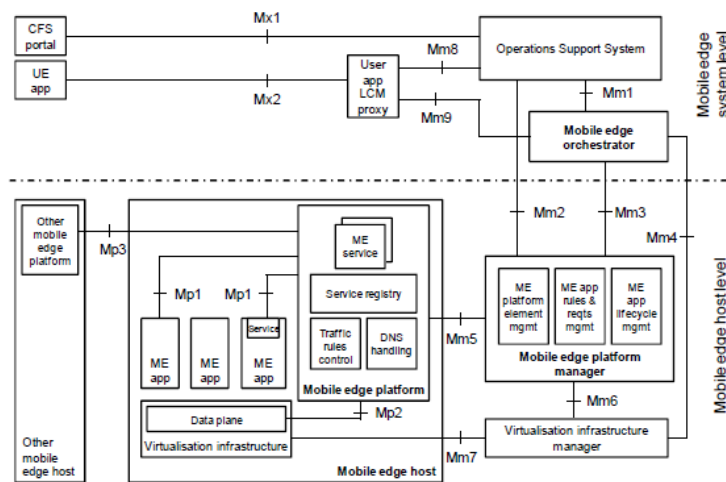 CFS
portal
Mx1
Operations Support System
UE
app
Mx2
User
app
LCM
proxy
Mm8
Mm9
Mm1
Mobile edge
orchestrator
Mobile edge
system level
Other
mobile
edge
platform
Mp3
ME
service
Service registry
Traffic
rules
control
DNS
handling
Mobile edge platform
Mp1
Mp1
ME
app
ME
app
Service
ME
app
Mp2
Data plane
Virtualisation infrastructure
Other
mobile
edge host
Mobile edge host
Mm2
Mm3
Mm4
ME
platform
element
mgmt
ME app
rules &
reqts
mgmt
ME
app
lifecycle
mgmt
Mobile edge platform
manager
Mm5
Mm6
Virtualisation infrastructure
manager
Mm7
Mobile edge host level